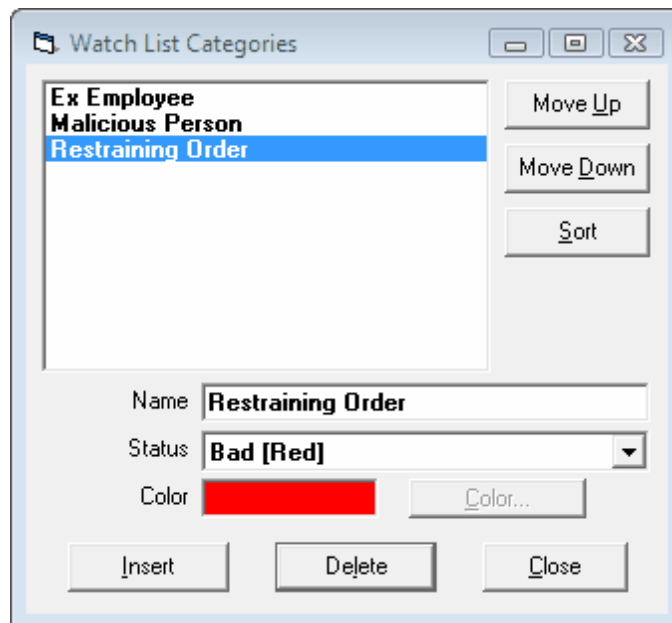 Watch List Categories
Ex Employee
Malicious Person
Restraining Order
Move Up
Move Down
Sort
Name Restraining Order
Status Bad [Red]
Color Color...
Insert Delete Close